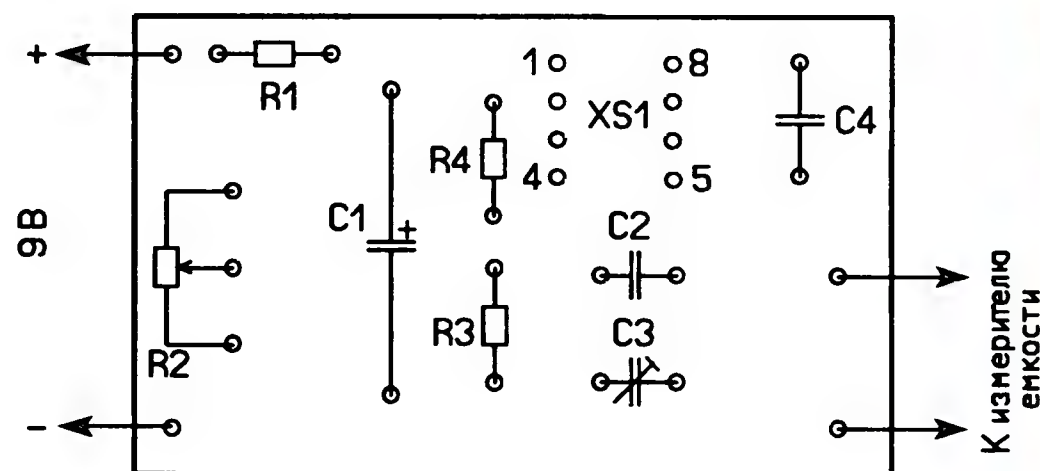 +
R1
1
8
XS1
C4
R4
4
5
9В
C1
+
C2
R2
R3
C3
-
К измерителю
емкости